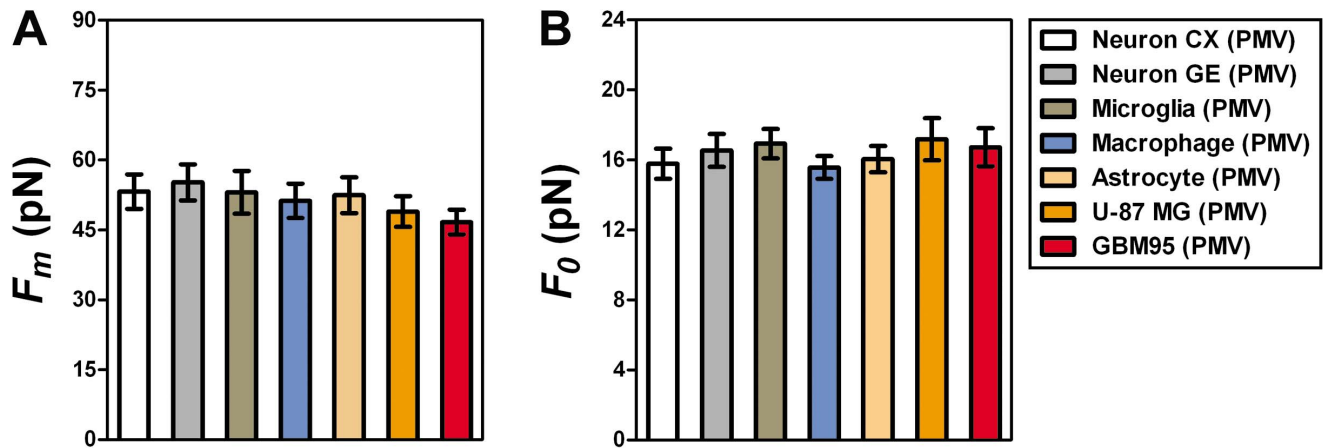 A
F_m (pN)
90
75
60
45
30
15
0
B
F_0 (pN)
24
20
16
12
8
4
0
Neuron CX (PMV)
Neuron GE (PMV)
Microglia (PMV)
Macrophage (PMV)
Astrocyte (PMV)
U-87 MG (PMV)
GBM95 (PMV)